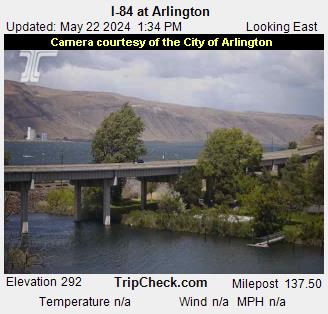 I-84 at Arlington
Updated: May 22 2024 1:34 PM Looking East
Camera courtesy of the City of Arlington
Elevation 292 TripCheck.com Milepost 137.50
Temperature n/a Wind n/a MPH n/a